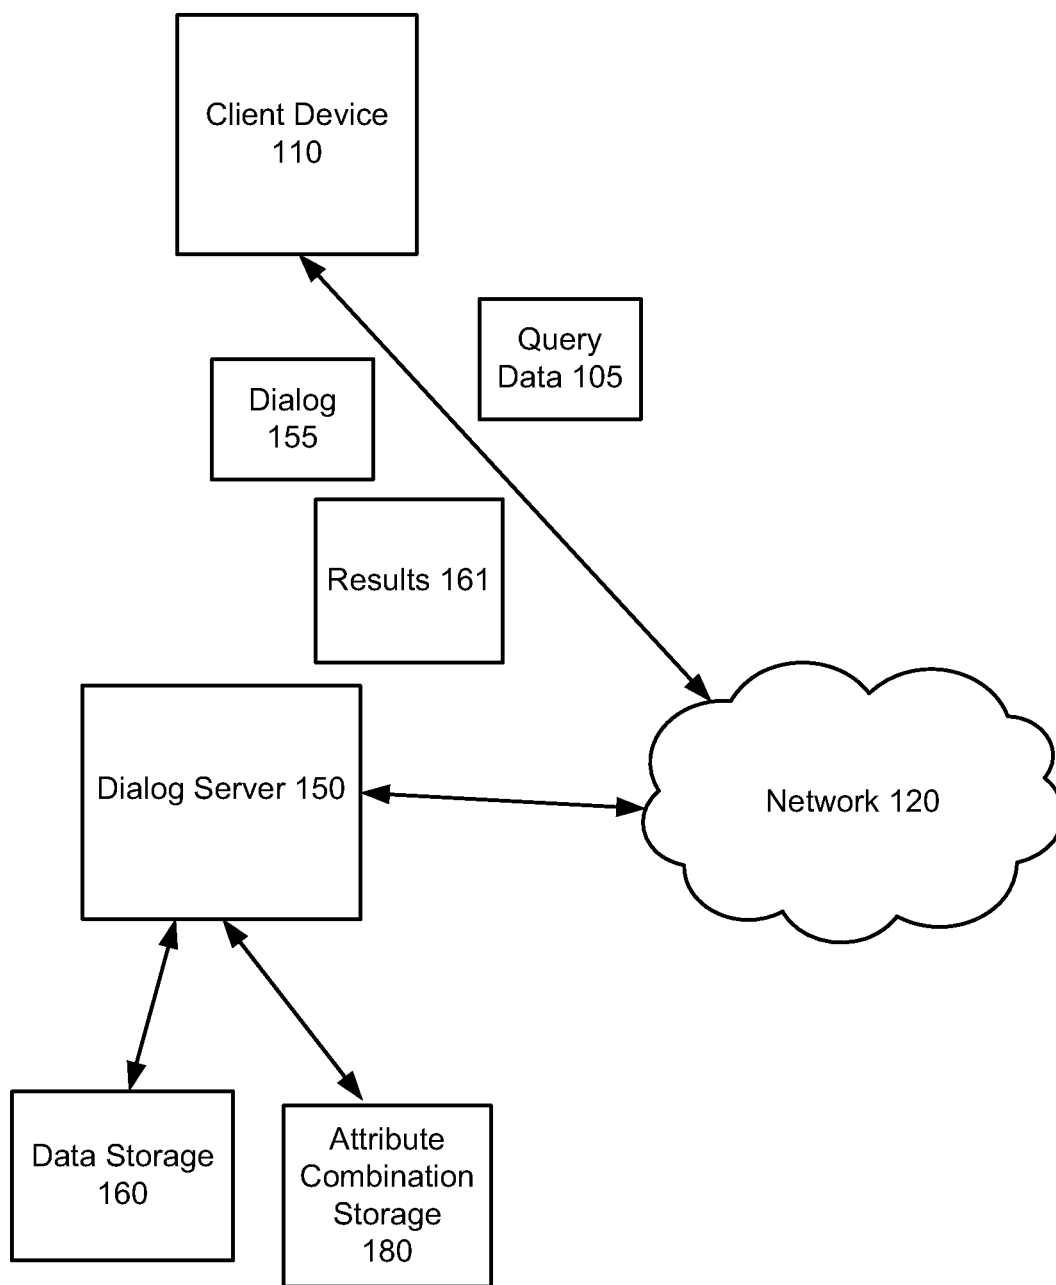 Client Device
110
Query
Data 105
Dialog
155
Results 161
Dialog Server 150
Network 120
Data Storage
160
Attribute
Combination
Storage
180